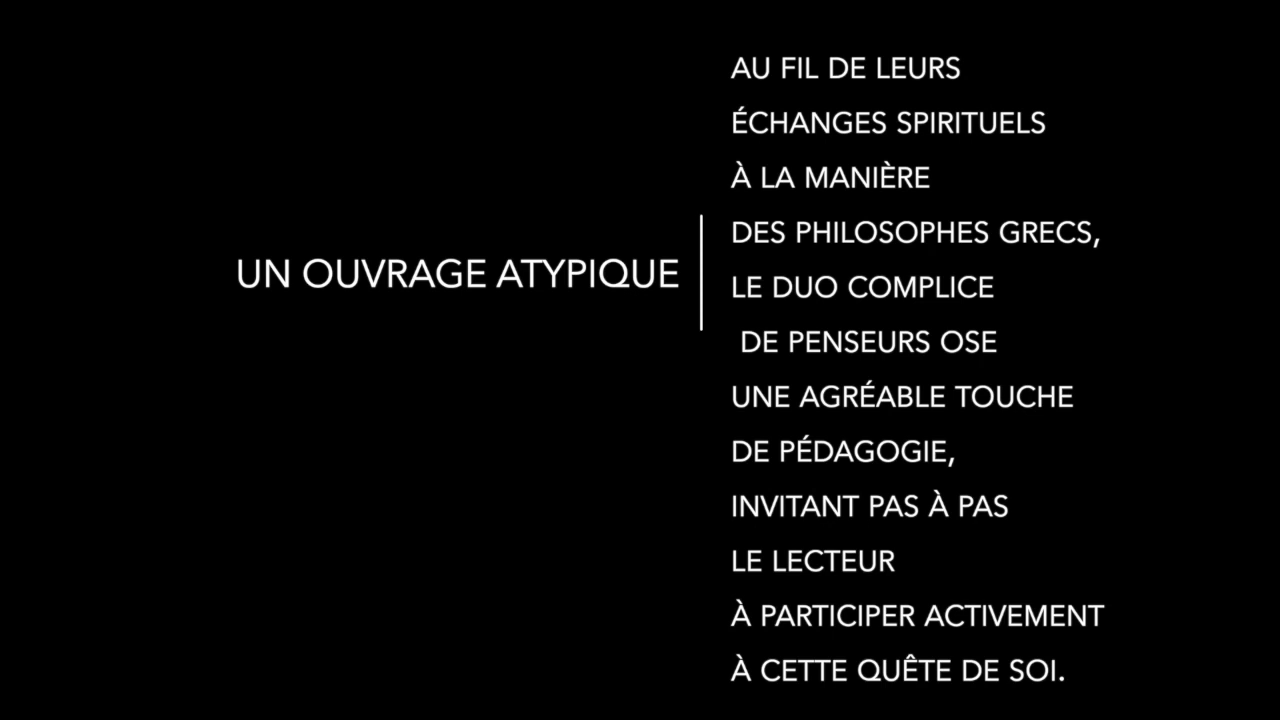 UN OUVRAGE ATYPIQUE
AU FIL DE LEURS
ÉCHANGES SPIRITUELS
À LA MANIÈRE
DES PHILOSOPHES GRECS,
LE DUO COMPLICE
DE PENSEURS OSE
UNE AGRÉABLE TOUCHE
DE PÉDAGOGIE,
INVITANT PAS À PAS
LE LECTEUR
À PARTICIPER ACTIVEMENT
À CETTE QUÊTE DE SOI.